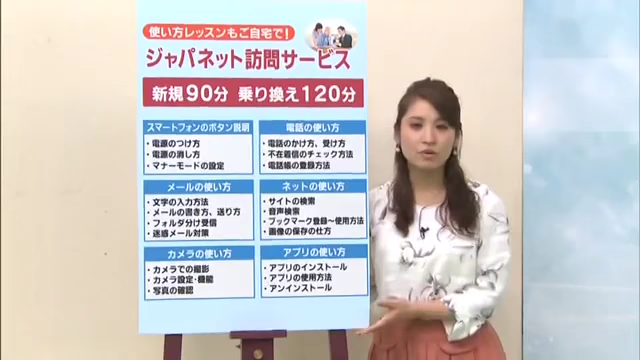 使い方レッスンもご自宅で!
ジャパネット訪問サービス
新規90分 乗り換え120分
スマートフォンのボタン説明
・電源のつけ方
・電源の消し方
・マナーモードの設定
電話の使い方
・電話のかけ方、受け方
・不在着信のチェック方法
・電話帳の登録方法
メールの使い方
・文字の入力方法
・メールの書き方、送り方
・フォルダ分け受信
・迷惑メール対策
ネットの使い方
・サイトの検索
・音声検索
・ブックマーク登録〜使用方法
・画像の保存の仕方
カメラの使い方
・カメラでの撮影
・カメラ設定・機能
・写真の確認
アプリの使い方
・アプリのインストール
・アプリの使用方法
・アンインストール